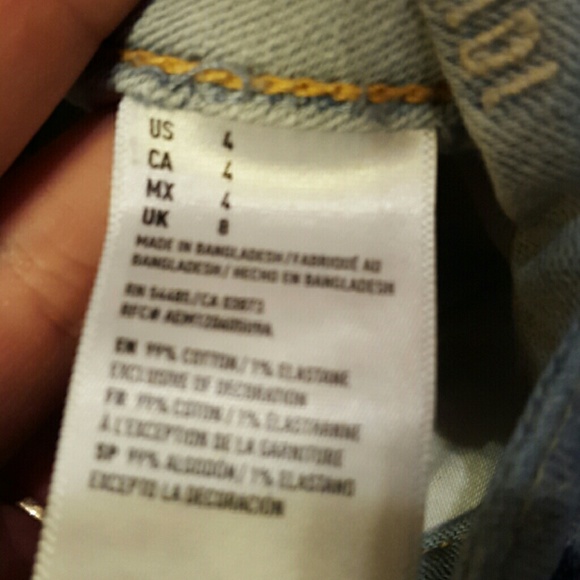 US 4
CA 4
MX 4
UK 8
MADE IN BANGLADESH/FABRIQUÉ AU
BANGLADESH/HECHO EN BANGLADESH
EN 99% COTTON/1% ELASTANE
EXCLUSIVE OF DECORATION
FR 99% COTON/1% ÉLASTHANNE
À L'EXCEPTION DE LA GARNITURE
SP 99% ALGODÓN/1% ELASTANO
EXCEPTO LA DECORACIÓN